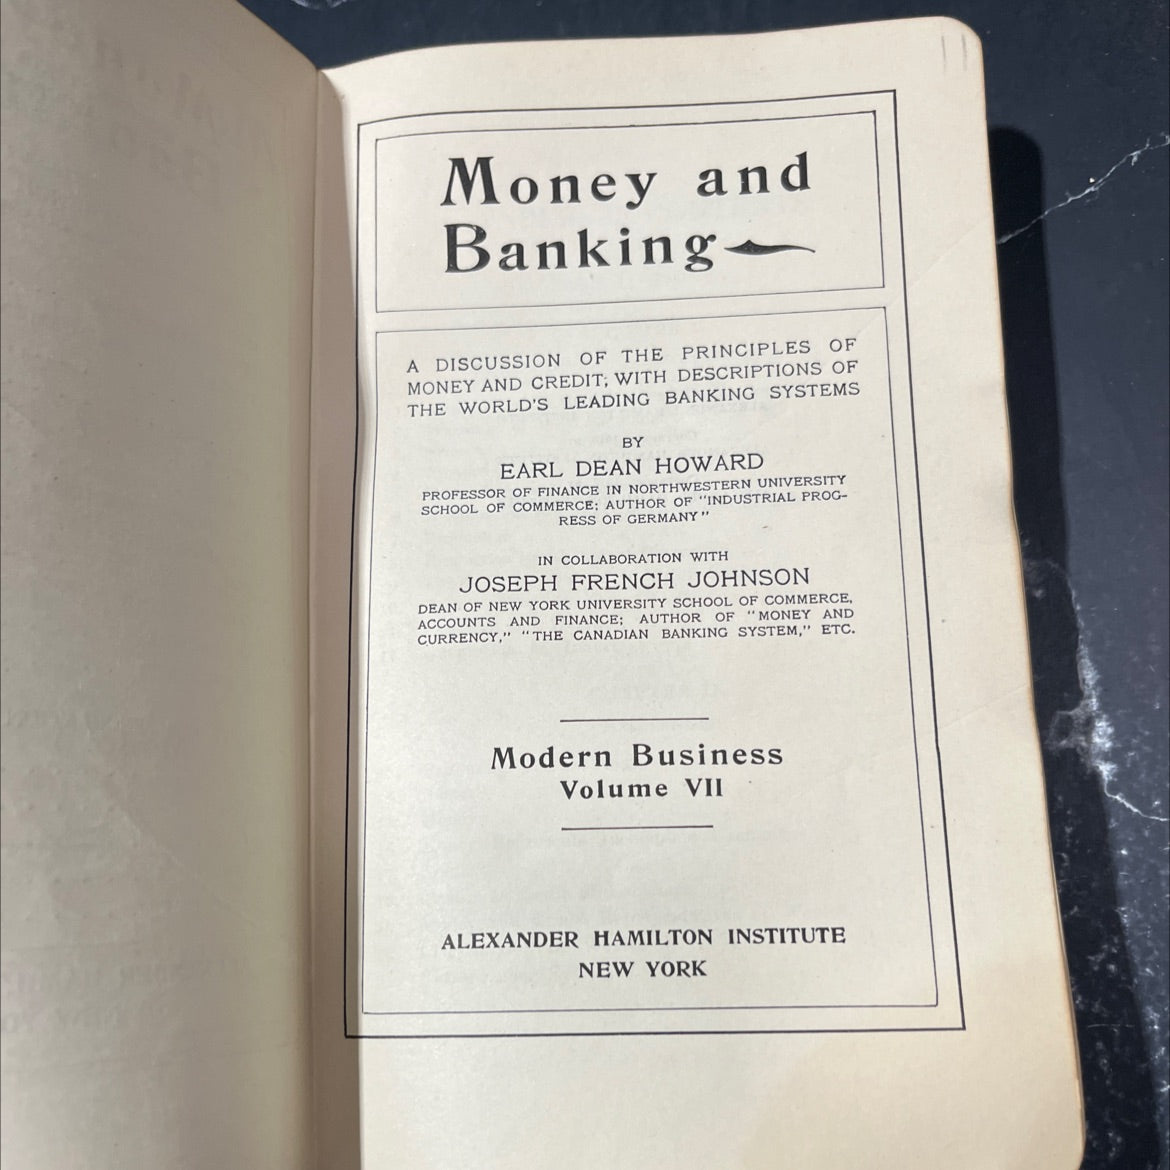 Money and
Banking
A DISCUSSION OF THE PRINCIPLES OF
MONEY AND CREDIT; WITH DESCRIPTIONS OF
THE WORLD'S LEADING BANKING SYSTEMS
BY
EARL DEAN HOWARD
PROFESSOR OF FINANCE IN NORTHWESTERN UNIVERSITY
SCHOOL OF COMMERCE; AUTHOR OF "INDUSTRIAL PROG-
RESS OF GERMANY"
IN COLLABORATION WITH
JOSEPH FRENCH JOHNSON
DEAN OF NEW YORK UNIVERSITY SCHOOL OF COMMERCE,
ACCOUNTS AND FINANCE; AUTHOR OF "MONEY AND
CURRENCY," "THE CANADIAN BANKING SYSTEM," ETC.
Modern Business
Volume VII
ALEXANDER HAMILTON INSTITUTE
NEW YORK